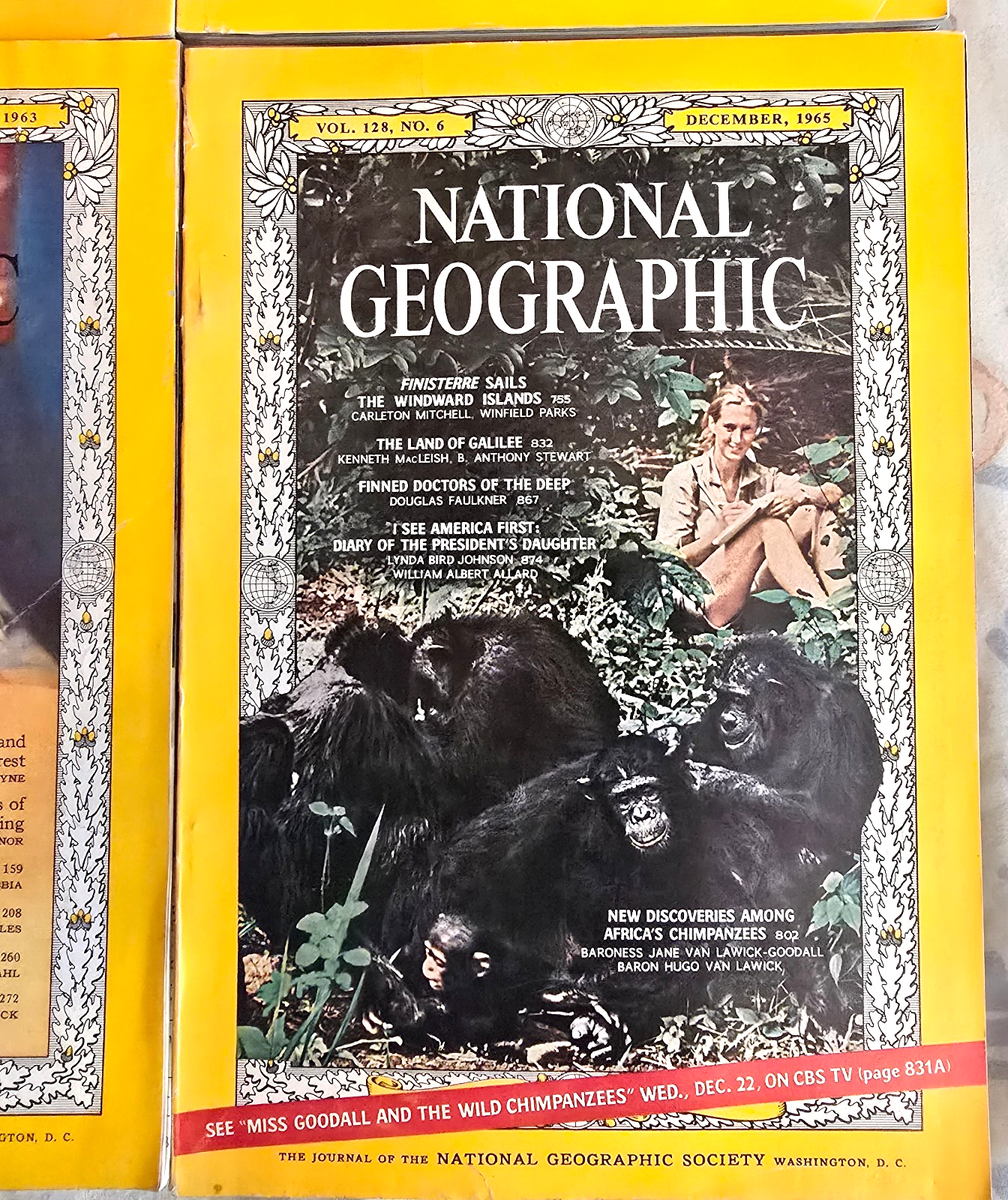 1963
C
and
rest
YNE
s of
ing
NOR
159
BIA
208
LES
260
AHL
272
CK
GTON, D. C.
VOL. 128, NO. 6
DECEMBER, 1965
NATIONAL
GEOGRAPHIC
FINISTERRE SAILS
THE WINDWARD ISLANDS 755
CARLETON MITCHELL, WINFIELD PARKS
THE LAND OF GALILEE 832
KENNETH MacLEISH, B. ANTHONY STEWART
FINNED DOCTORS OF THE DEEP
DOUGLAS FAULKNER 867
I SEE AMERICA FIRST:
DIARY OF THE PRESIDENT'S DAUGHTER
LYNDA BIRD JOHNSON 874
WILLIAM ALBERT ALLARD
NEW DISCOVERIES AMONG
AFRICA'S CHIMPANZEES 802
BARONESS JANE VAN LAWICK-GOODALL
BARON HUGO VAN LAWICK
SEE "MISS GOODALL AND THE WILD CHIMPANZEES" WED., DEC. 22, ON CBS TV (page 831A)
THE JOURNAL OF THE NATIONAL GEOGRAPHIC SOCIETY WASHINGTON, D. C.